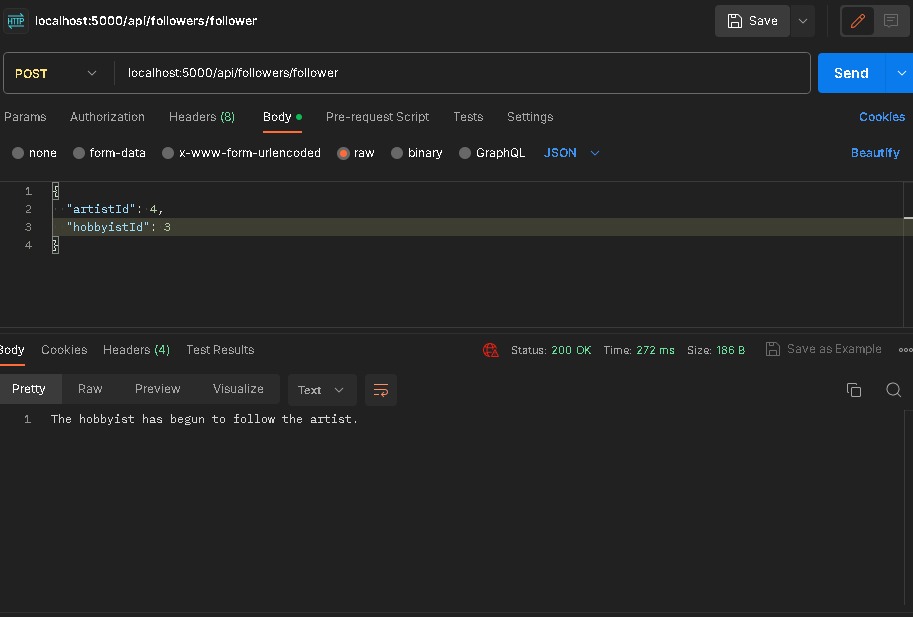 HTTP localhost:5000/api/followers/follower Save
POST localhost:5000/api/followers/follower Send
Params Authorization Headers (8) Body Pre-request Script Tests Settings Cookies
none form-data x-www-form-urlencoded raw binary GraphQL JSON Beautify
1 {
2 "artistId": 4,
3 "hobbyistId": 3
4 }
Body Cookies Headers (4) Test Results Status: 200 OK Time: 272 ms Size: 186 B Save as Example
Pretty Raw Preview Visualize Text
1 The hobbyist has begun to follow the artist.